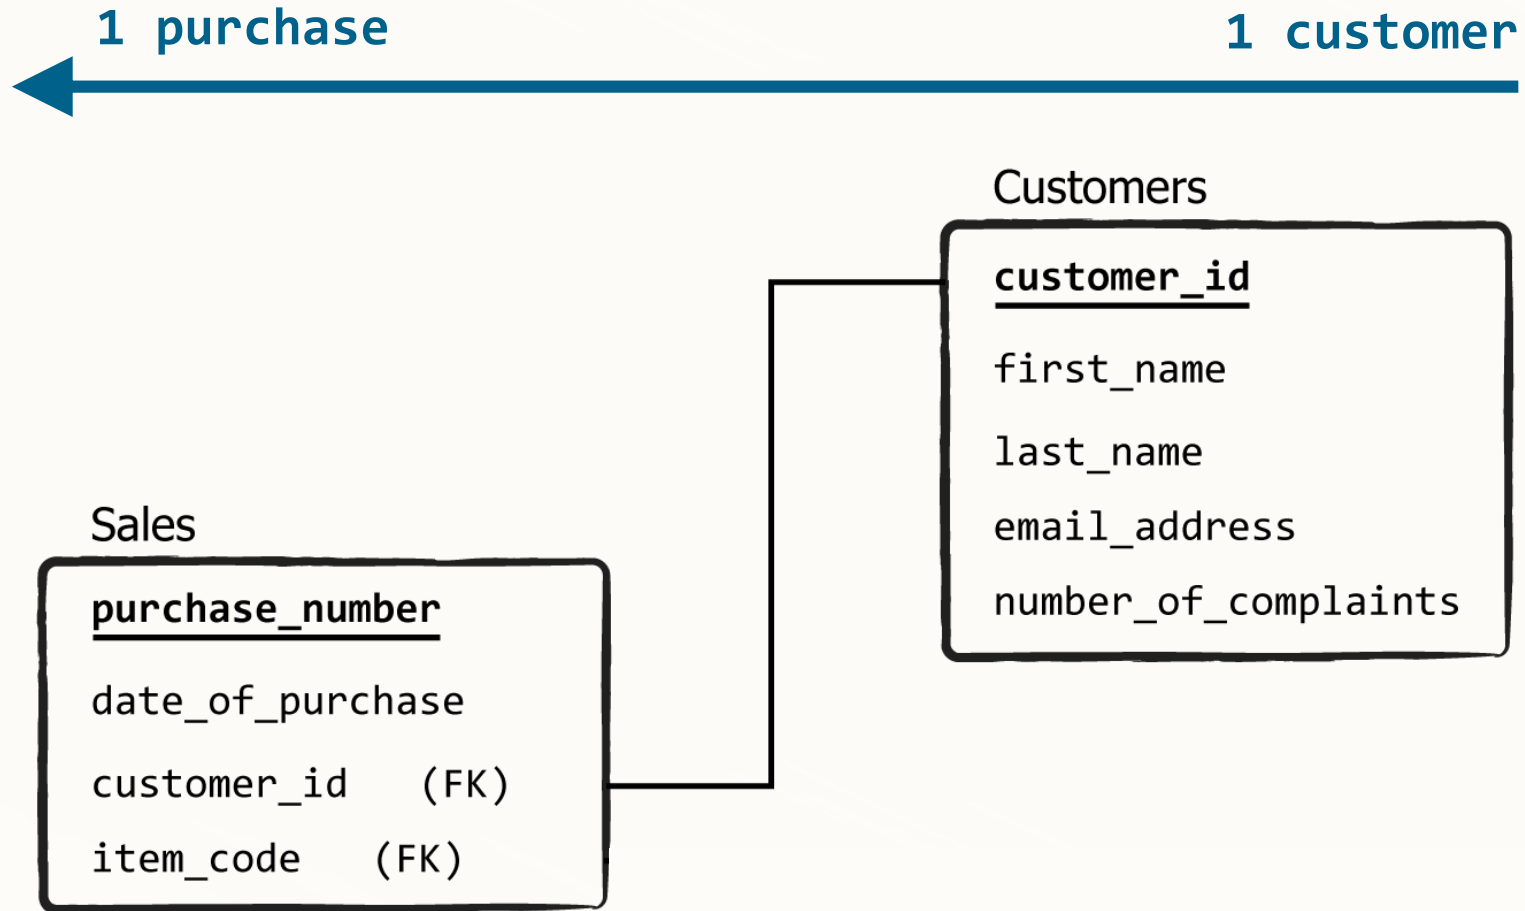 1 purchase
1 customer
Customers
customer_id
first_name
last_name
email_address
number_of_complaints
Sales
purchase_number
date_of_purchase
customer_id (FK)
item_code (FK)